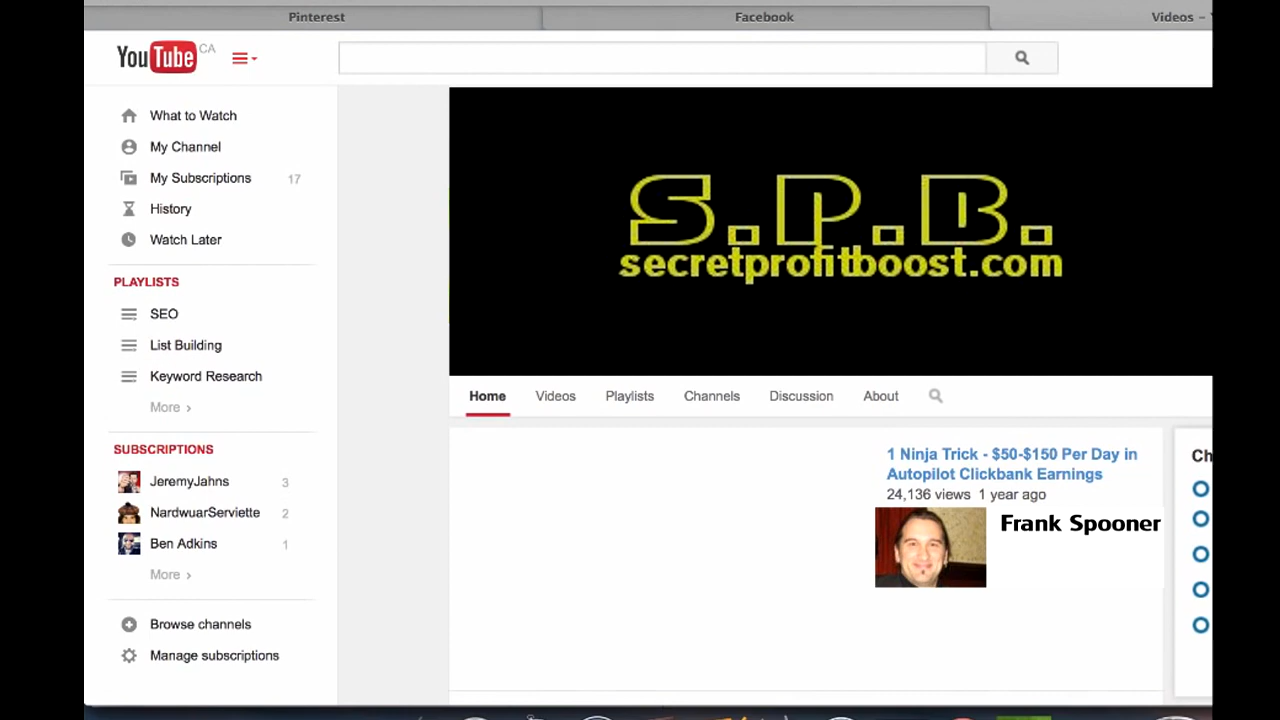 Pinterest
Facebook
Videos –
YouTube CA
What to Watch
My Channel
My Subscriptions 17
History
Watch Later
PLAYLISTS
SEO
List Building
Keyword Research
More ›
SUBSCRIPTIONS
JeremyJahns 3
NardwuarServiette 2
Ben Adkins 1
More ›
Browse channels
Manage subscriptions
S.P.B.
secretprofitboost.com
Home Videos Playlists Channels Discussion About
1 Ninja Trick - $50-$150 Per Day in
Autopilot Clickbank Earnings
24,136 views 1 year ago
Frank Spooner
Ch